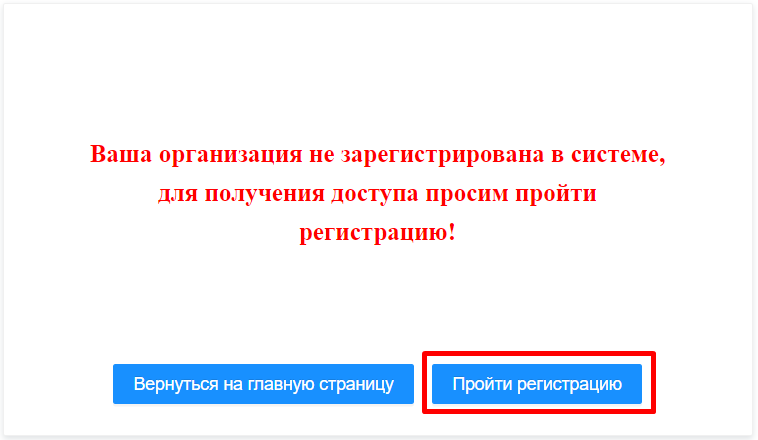 Ваша организация не зарегистрирована в системе,
для получения доступа просим пройти
регистрацию!
Вернуться на главную страницу
Пройти регистрацию